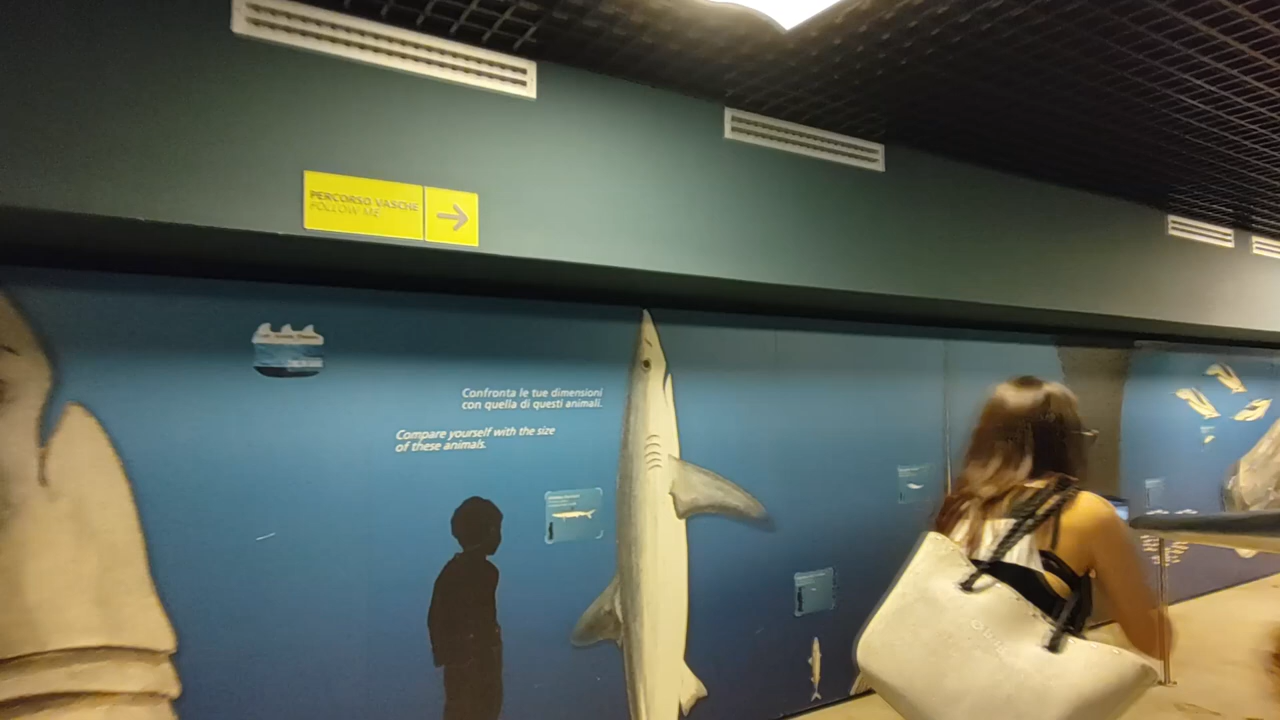 PERCORSO VASCHE
FOLLOW ME
Confronta le tue dimensioni
con quella di questi animali.
Compare yourself with the size
of these animals.